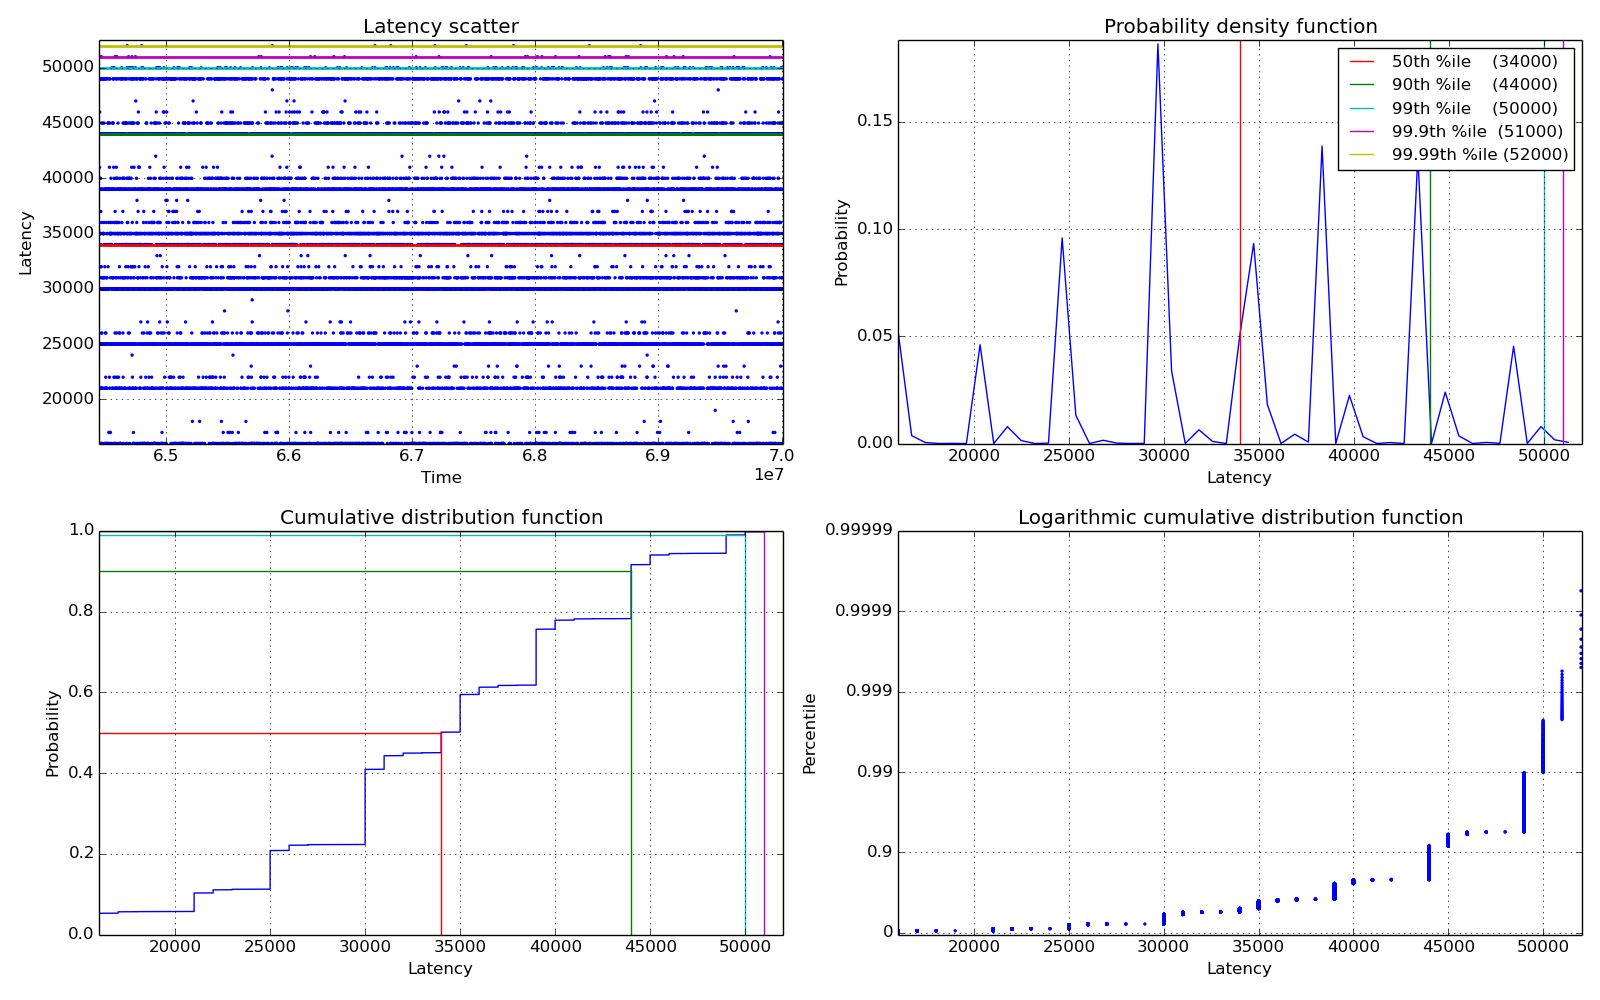 Latency scatter
50000
45000
40000
35000
30000
25000
20000
Latency
6.5 6.6 6.7 6.8 6.9 7.0
1e7
Time
Probability density function
50th %ile (34000)
90th %ile (44000)
99th %ile (50000)
99.9th %ile (51000)
99.99th %ile (52000)
0.15
0.10
0.05
0.00
Probability
20000 25000 30000 35000 40000 45000 50000
Latency
Cumulative distribution function
1.0
0.8
0.6
0.4
0.2
0.0
Probability
20000 25000 30000 35000 40000 45000 50000
Latency
Logarithmic cumulative distribution function
0.99999
0.9999
0.999
0.99
0.9
0
Percentile
20000 25000 30000 35000 40000 45000 50000
Latency